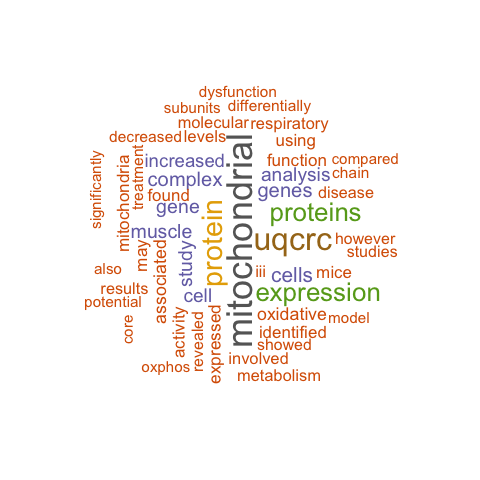 dysfunction
subunits
differentially
molecular
respiratory
decreased
levels
using
significantly
mitochondria
treatment
increased
mitochondrial
function
compared
complex
analysis
chain
found
genes
disease
gene
protein
proteins
muscle
uqcrc
however
may
study
studies
also
associated
iii
cells
mice
results
cell
expression
potential
core
activity
revealed
expressed
oxidative
model
identified
showed
oxphos
involved
metabolism